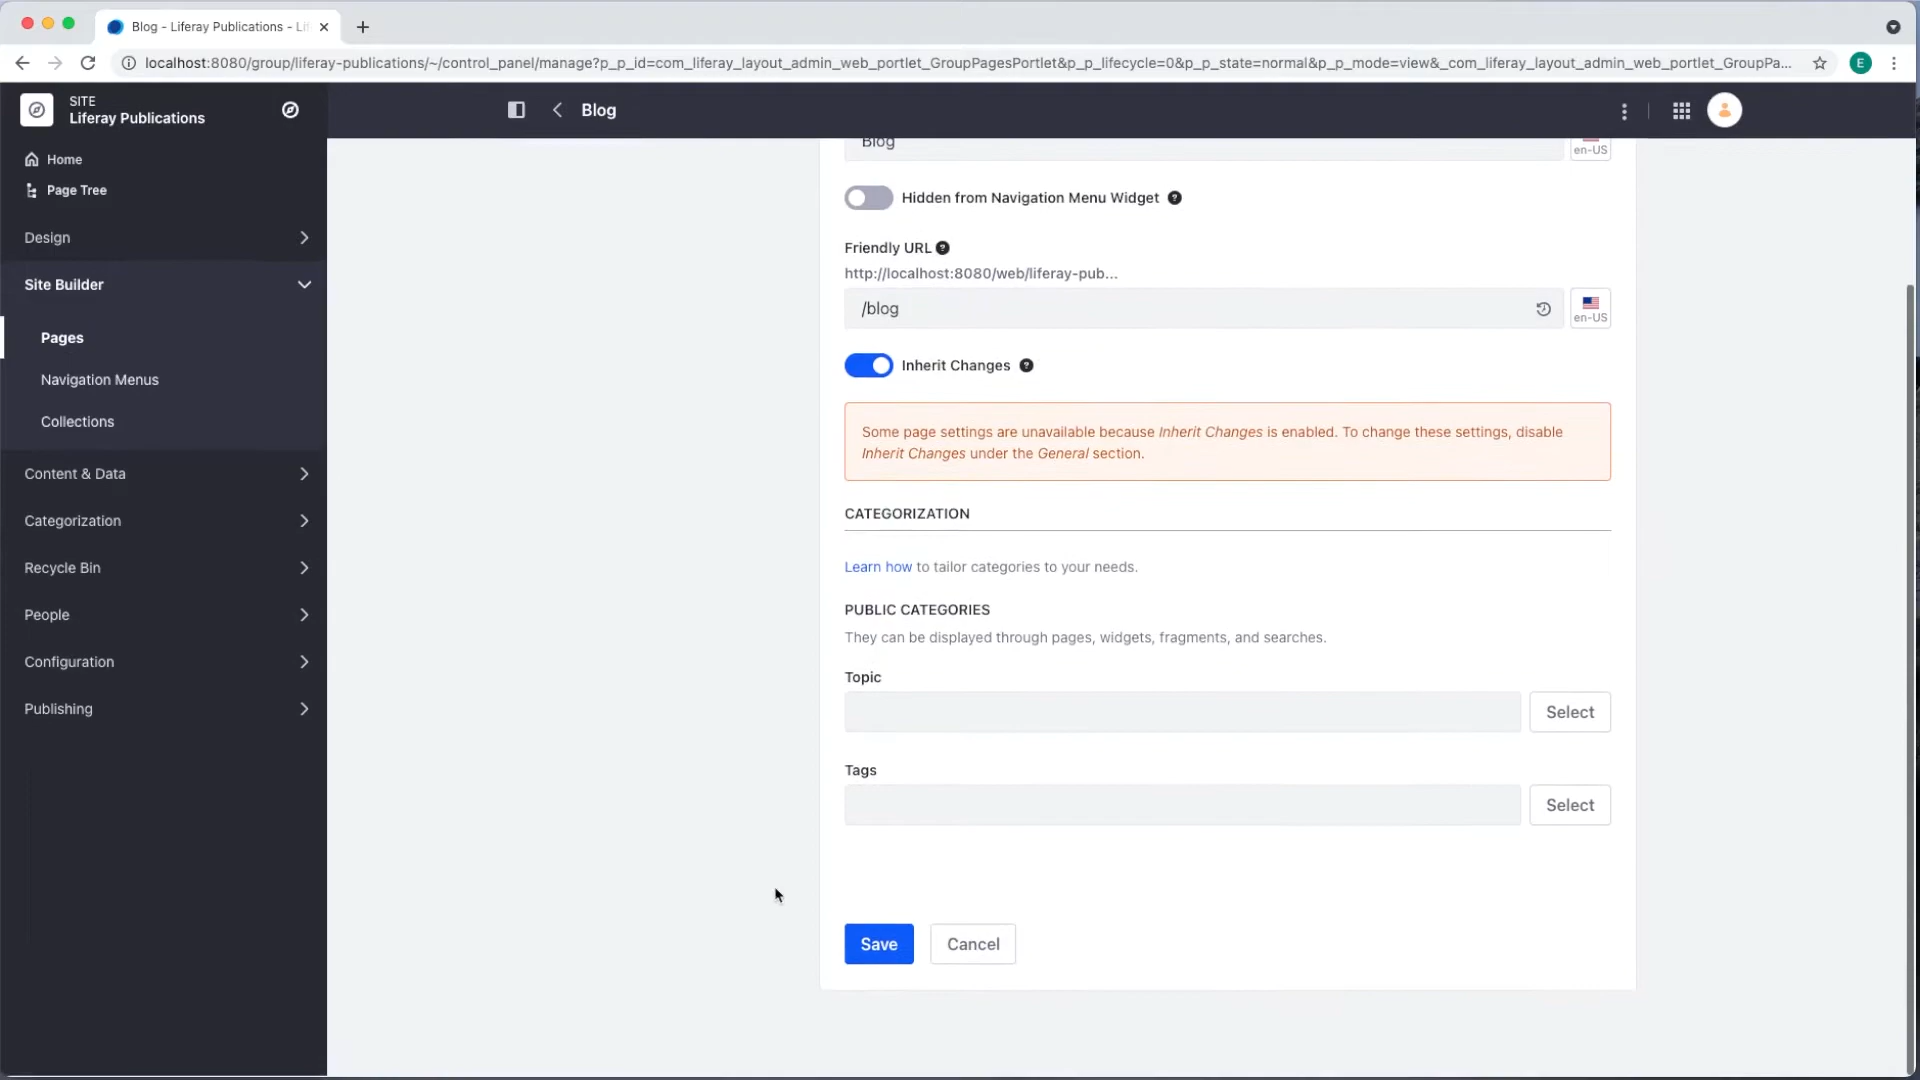 Blog - Liferay Publications - Li
localhost:8080/group/liferay-publications/~/control_panel/manage?p_p_id=com_liferay_layout_admin_web_portlet_GroupPagesPortlet&p_p_lifecycle=0&p_p_state=normal&p_p_mode=view&_com_liferay_layout_admin_web_portlet_GroupPa...
E
SITE
Liferay Publications
Home
Page Tree
Design
Site Builder
Pages
Navigation Menus
Collections
Content & Data
Categorization
Recycle Bin
People
Configuration
Publishing
Blog
Blog
en-US
Hidden from Navigation Menu Widget
Friendly URL
http://localhost:8080/web/liferay-pub...
/blog
en-US
Inherit Changes
Some page settings are unavailable because Inherit Changes is enabled. To change these settings, disable
Inherit Changes under the General section.
CATEGORIZATION
Learn how to tailor categories to your needs.
PUBLIC CATEGORIES
They can be displayed through pages, widgets, fragments, and searches.
Topic
Select
Tags
Select
Save
Cancel